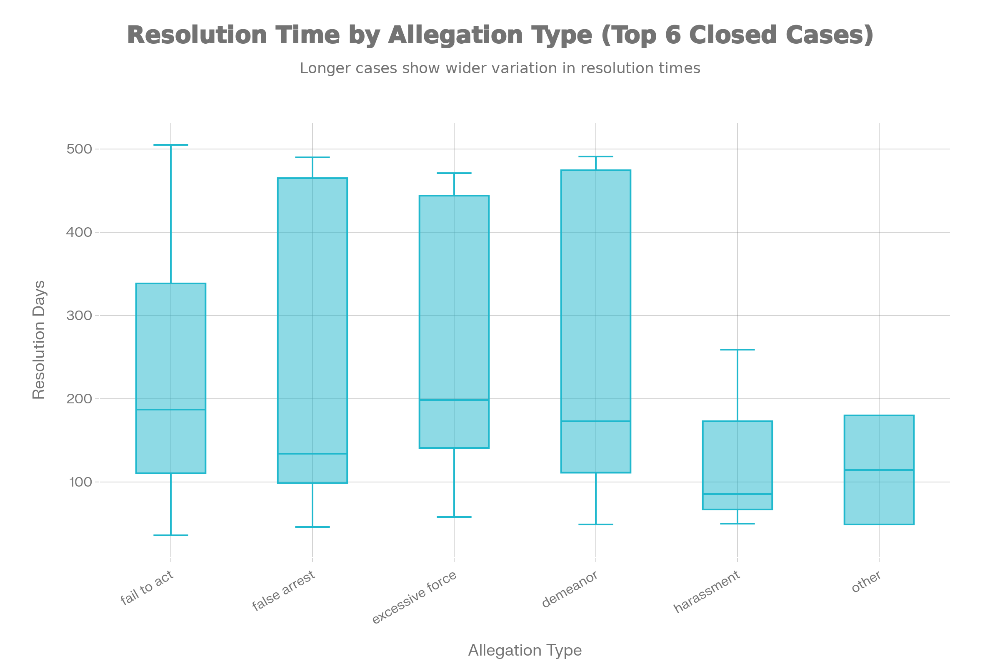 Resolution Time by Allegation Type (Top 6 Closed Cases)
Longer cases show wider variation in resolution times
Resolution Days
500
400
300
200
100
fail to act
false arrest
excessive force
demeanor
harassment
other
Allegation Type